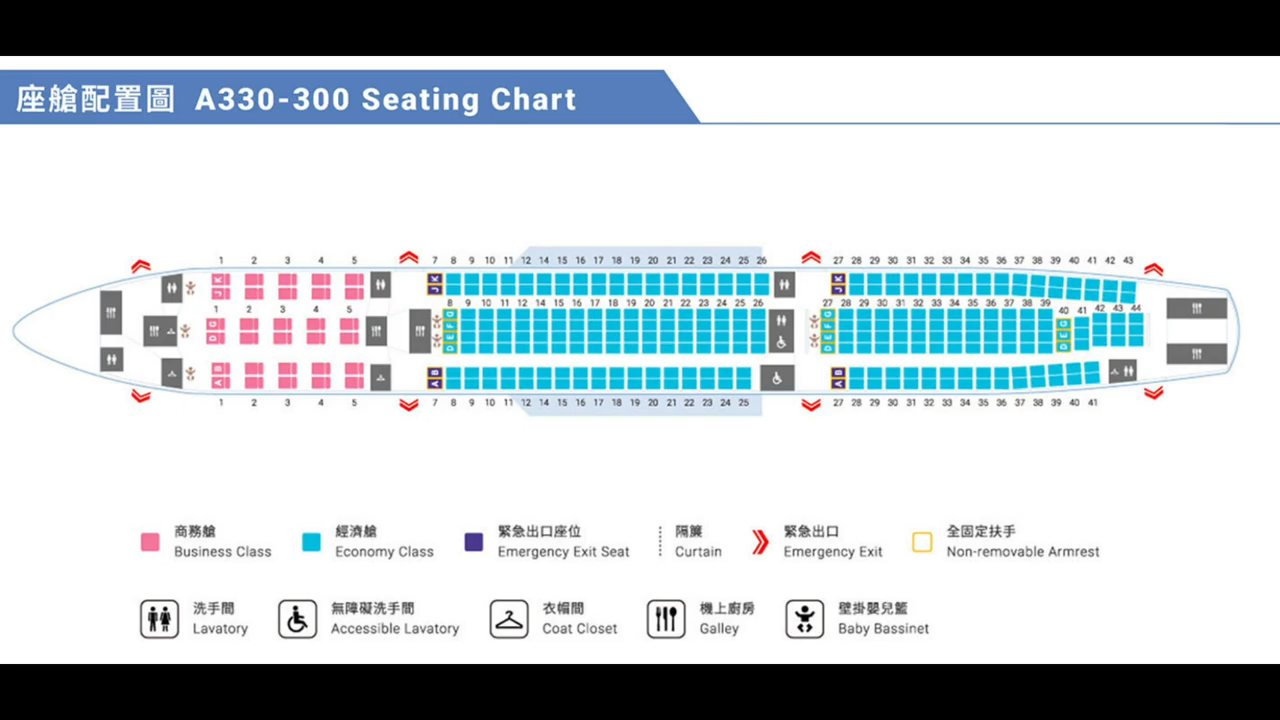 座艙配置圖 A330-300 Seating Chart
1 2 3 4 5 7 8 9 10 11 12 14 15 16 17 18 19 20 21 22 23 24 25 26 27 28 29 30 31 32 33 34 35 36 37 38 39 40 41 42 43
J K J K J K
8 9 10 11 12 14 15 16 17 18 19 20 21 22 23 24 25 26 27 28 29 30 31 32 33 34 35 36 37 38 39
1 2 3 4 5 40 41 42 43 44
D G D E F G D E F G D E G
A B A B A B
1 2 3 4 5 7 8 9 10 11 12 14 15 16 17 18 19 20 21 22 23 24 25 27 28 29 30 31 32 33 34 35 36 37 38 39 40 41
商務艙 經濟艙 緊急出口座位 隔簾 緊急出口 全固定扶手
Business Class Economy Class Emergency Exit Seat Curtain Emergency Exit Non-removable Armrest
洗手間 無障礙洗手間 衣帽間 機上廚房 壁掛嬰兒籃
Lavatory Accessible Lavatory Coat Closet Galley Baby Bassinet